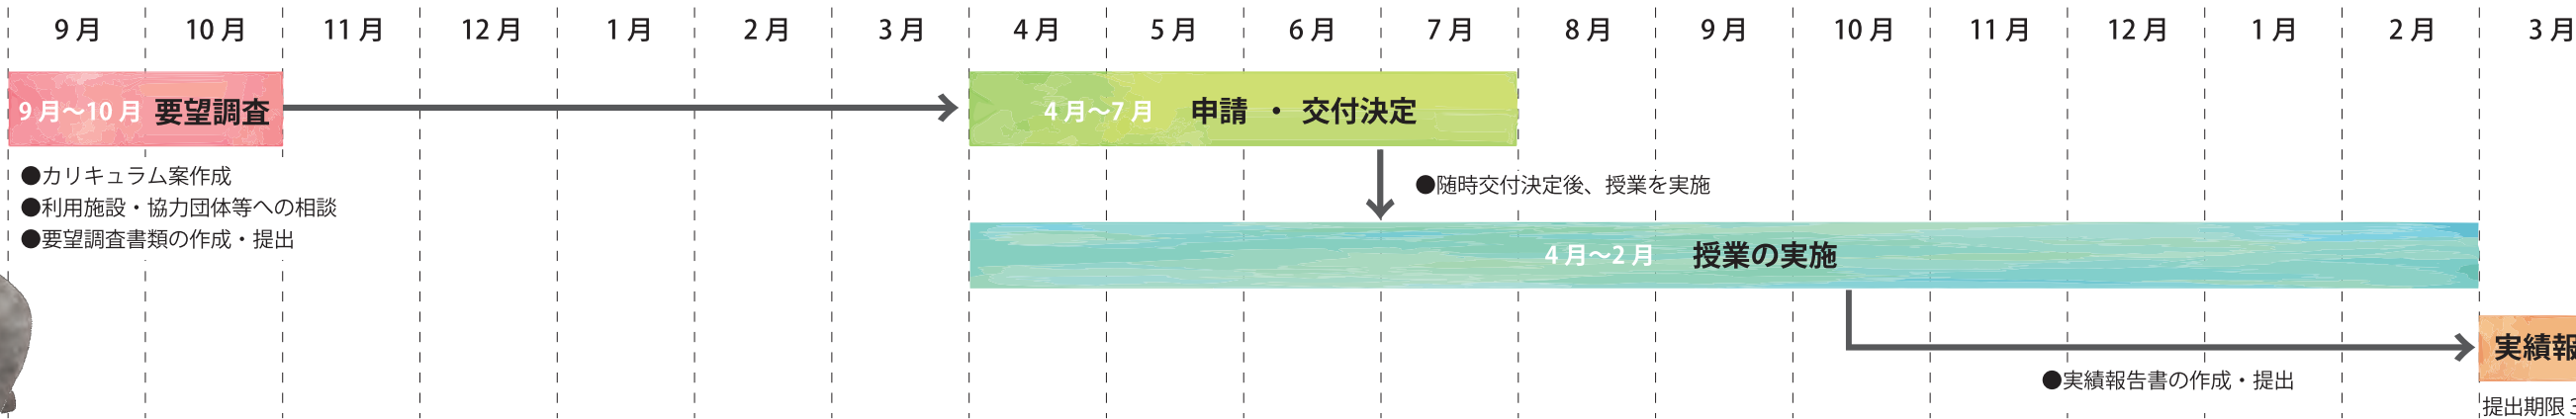 9月 10月 11月 12月 1月 2月 3月 4月 5月 6月 7月 8月 9月 10月 11月 12月 1月 2月 3月
9月～10月 要望調査
4月～7月 申請 ・ 交付決定
●カリキュラム案作成
●利用施設・協力団体等への相談
●要望調査書類の作成・提出
●随時交付決定後、授業を実施
4月～2月 授業の実施
実績報
●実績報告書の作成・提出
提出期限